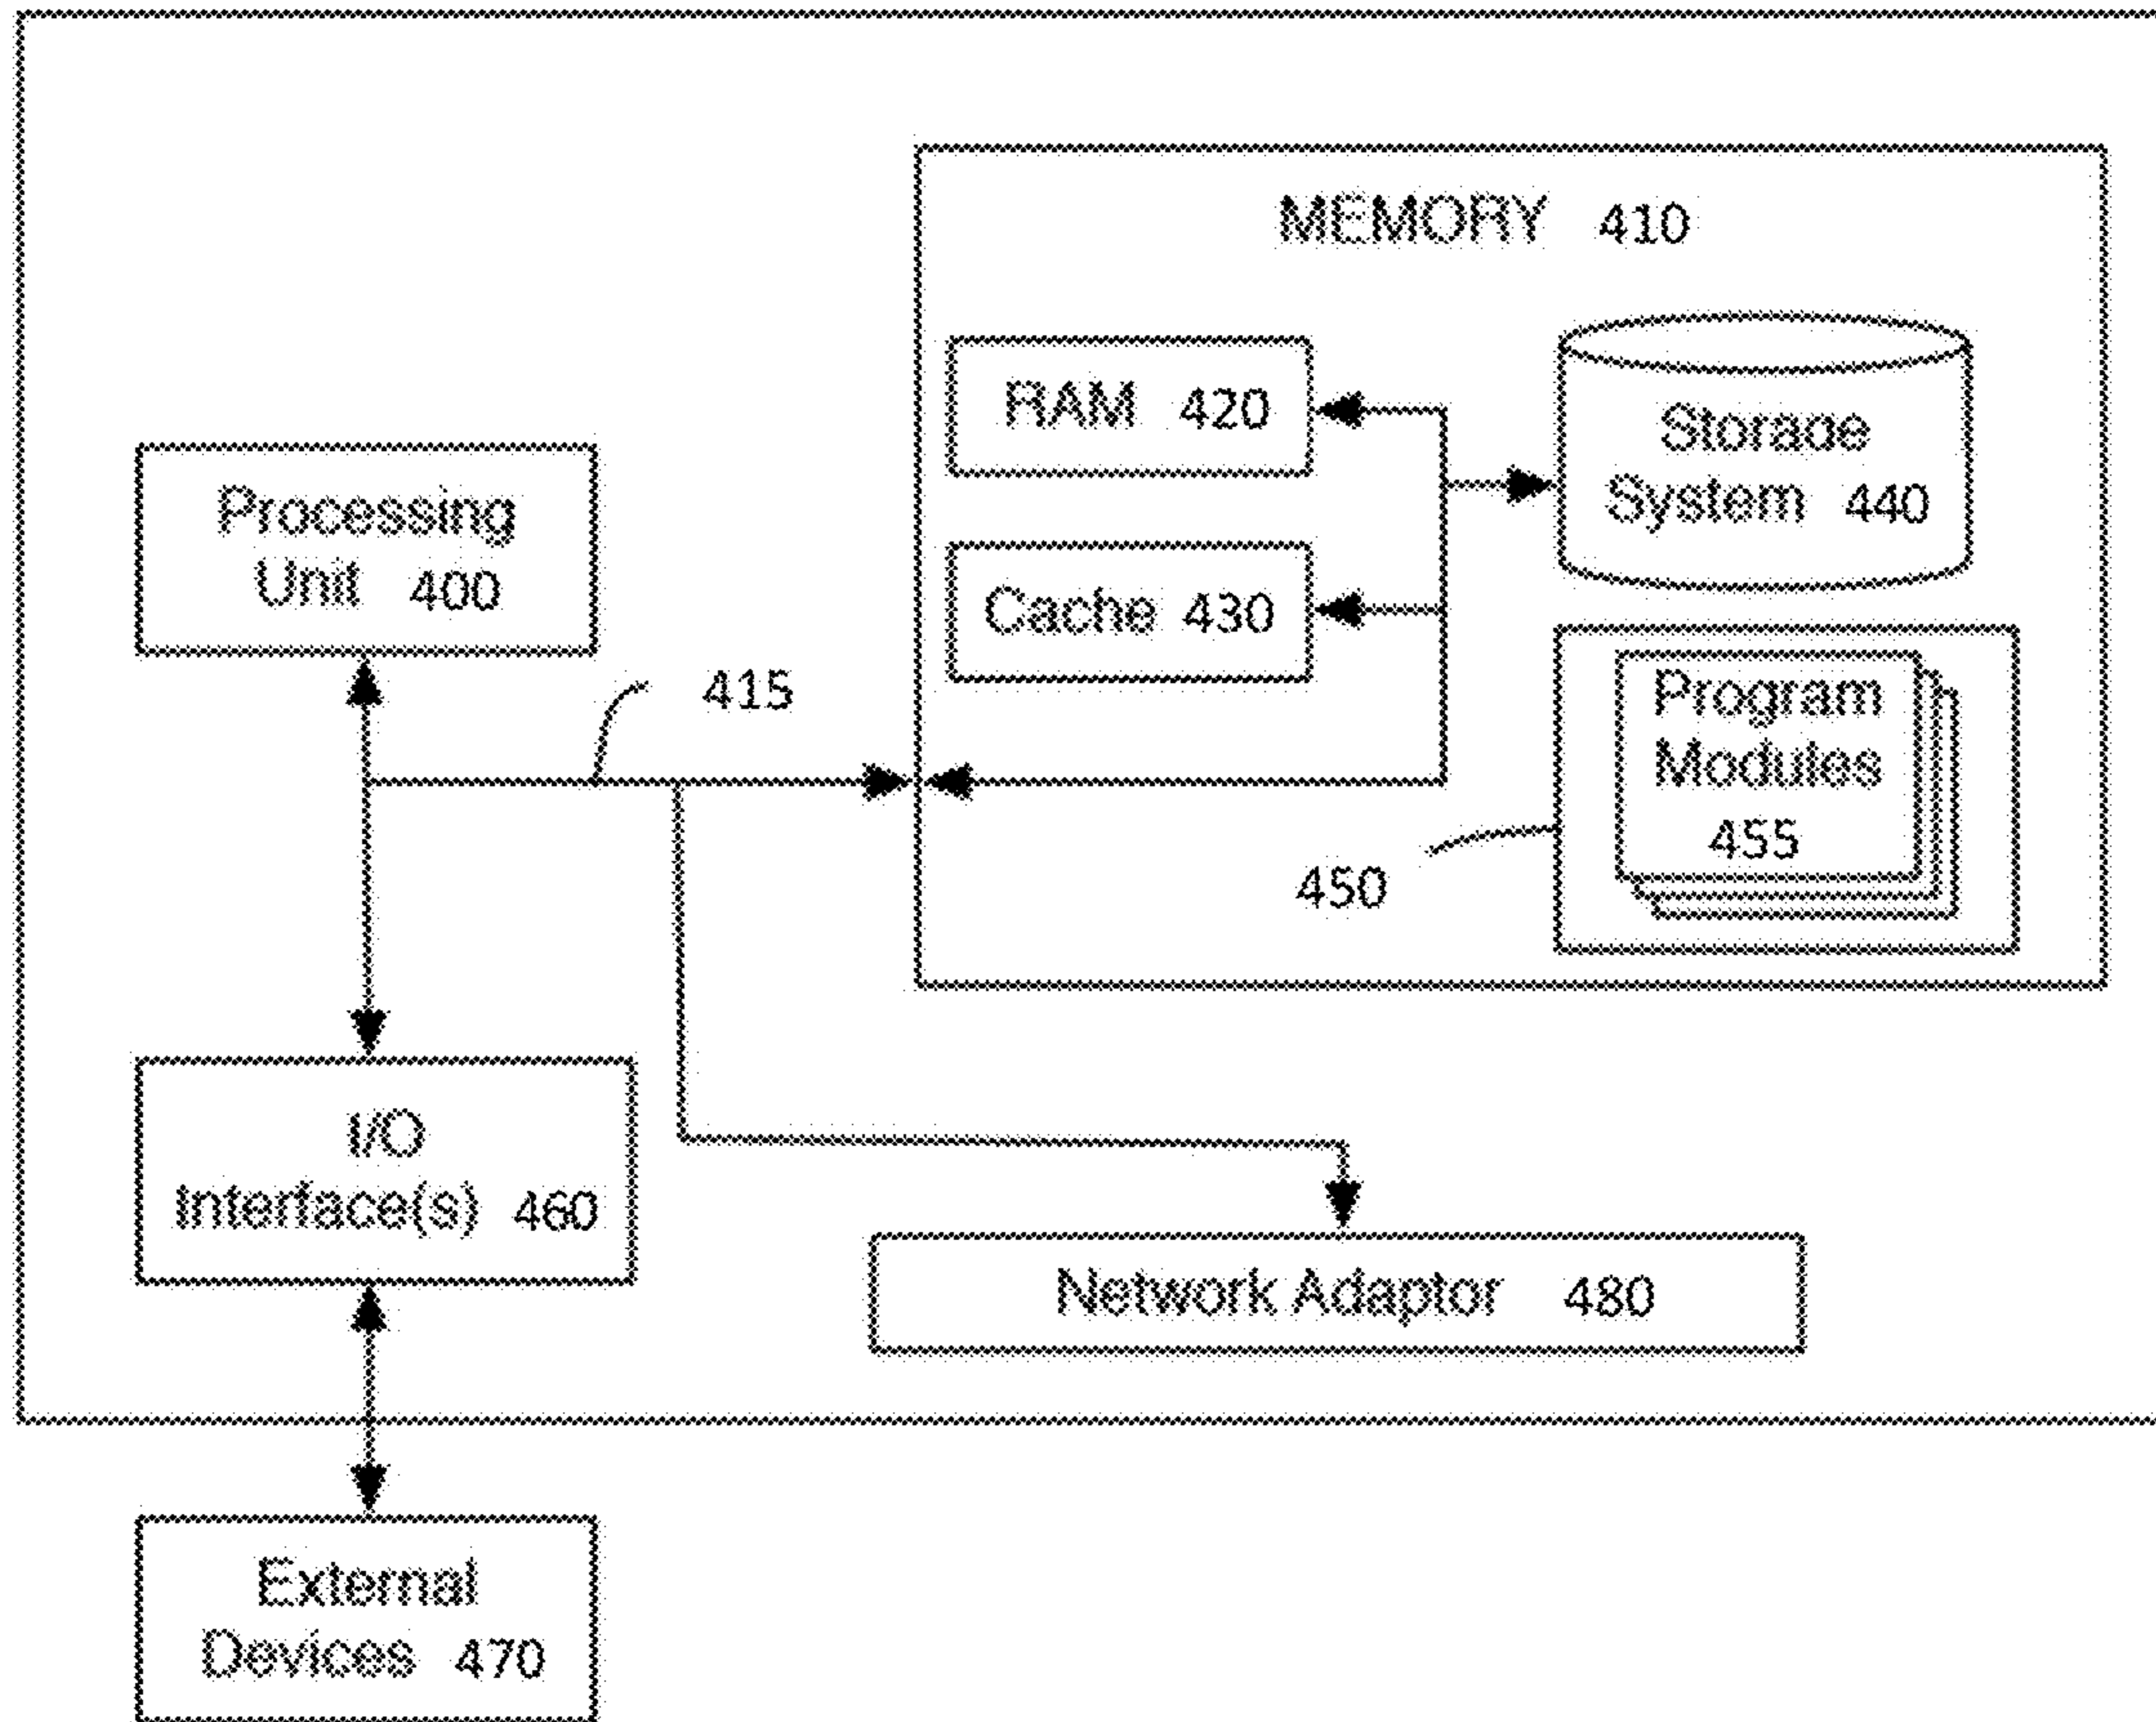 MEMORY 410
RAM 420
Storage
System 440
Processing
Unit 400
Cache 430
415
Program
Modules
455
450
I/O
Interface(s) 460
Network Adaptor 480
External
Devices 470